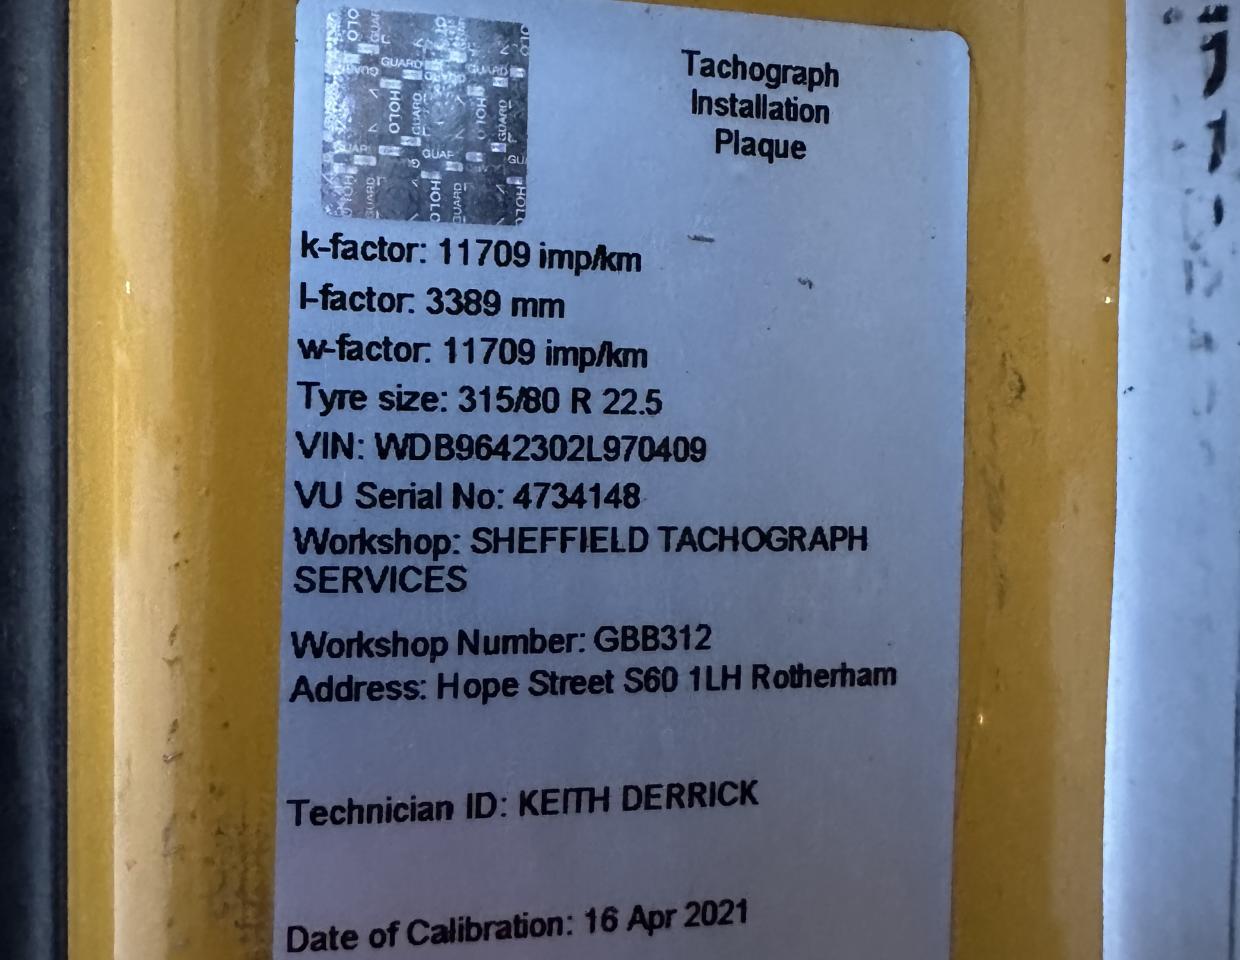 Tachograph
Installation
Plaque
k-factor: 11709 imp/km
l-factor: 3389 mm
w-factor: 11709 imp/km
Tyre size: 315/80 R 22.5
VIN: WDB9642302L970409
VU Serial No: 4734148
Workshop: SHEFFIELD TACHOGRAPH
SERVICES
Workshop Number: GBB312
Address: Hope Street S60 1LH Rotherham
Technician ID: KEITH DERRICK
Date of Calibration: 16 Apr 2021